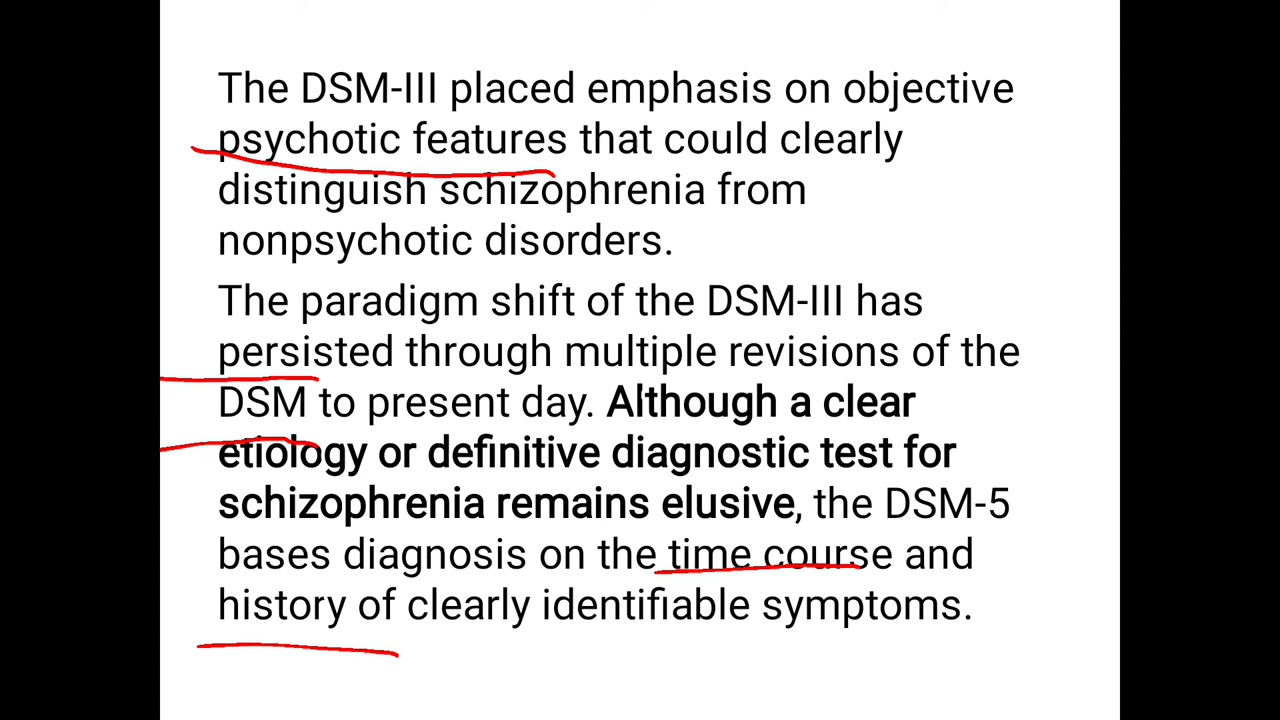 The DSM-III placed emphasis on objective
psychotic features that could clearly
distinguish schizophrenia from
nonpsychotic disorders.
The paradigm shift of the DSM-III has
persisted through multiple revisions of the
DSM to present day. Although a clear
etiology or definitive diagnostic test for
schizophrenia remains elusive, the DSM-5
bases diagnosis on the time course and
history of clearly identifiable symptoms.